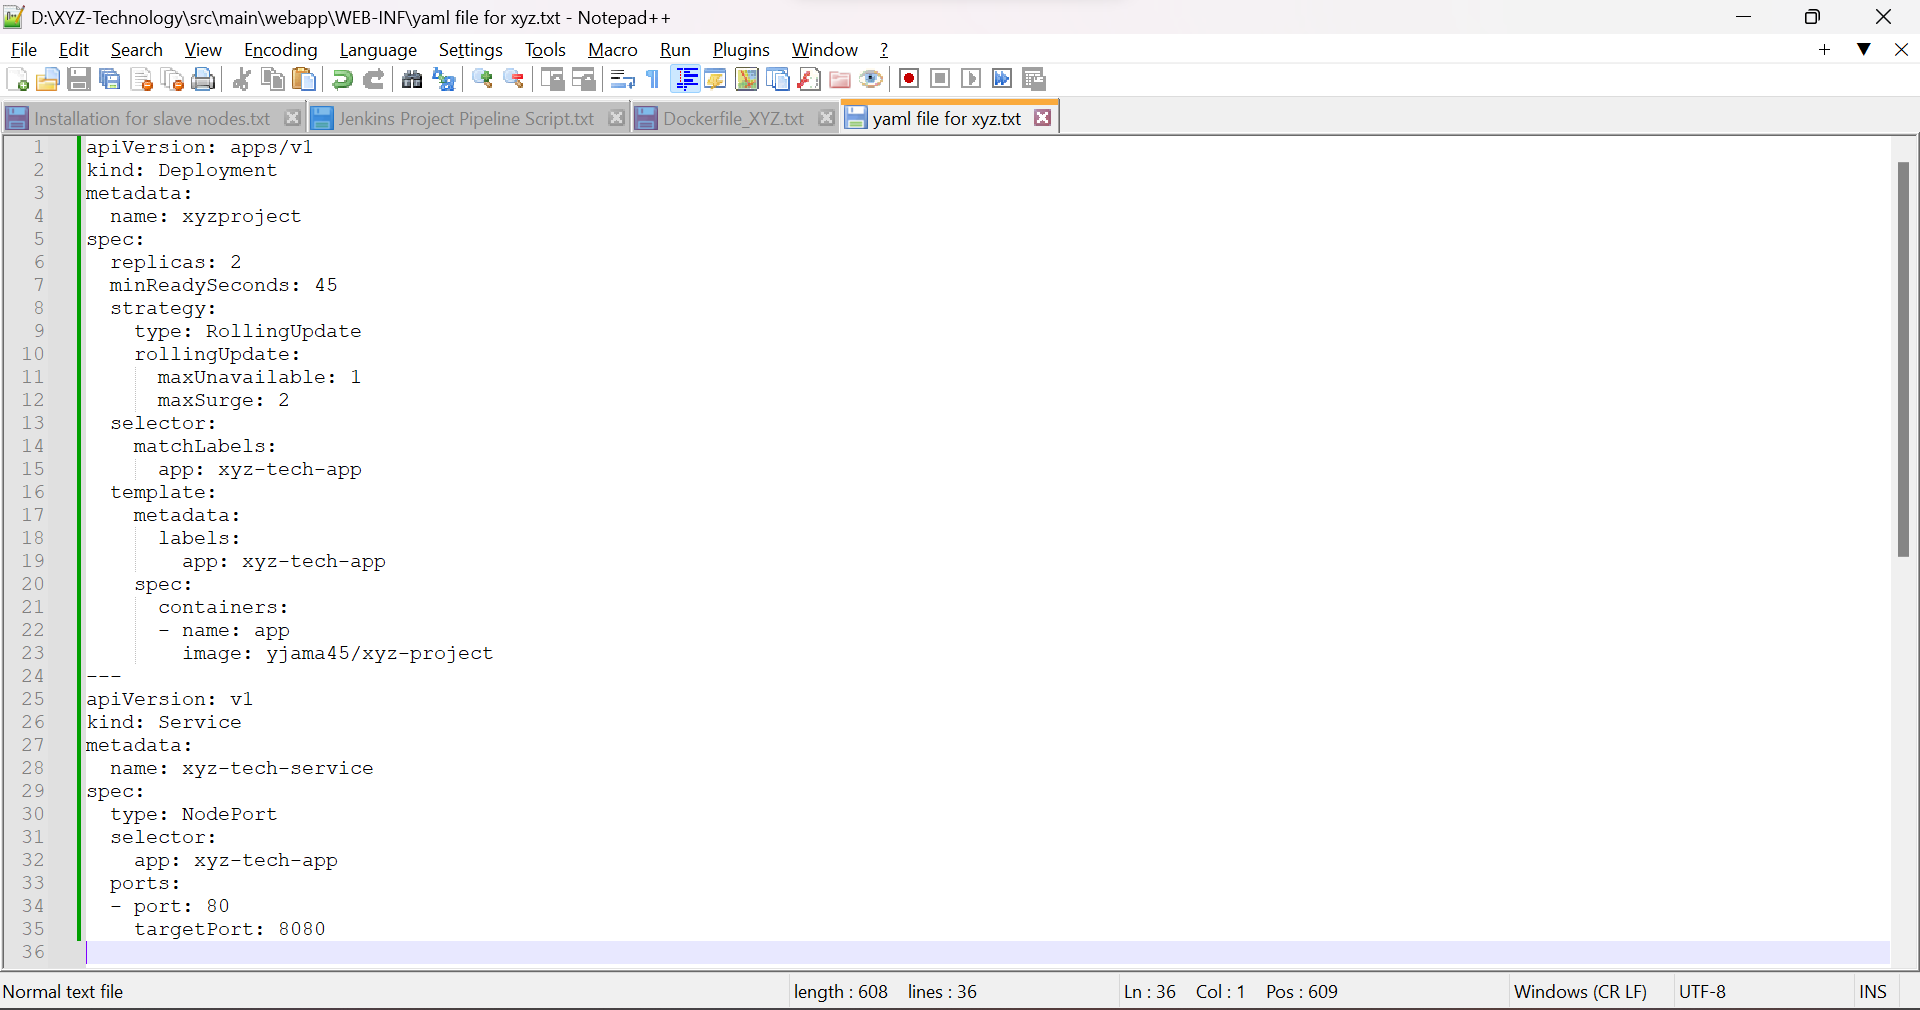 D:\XYZ-Technology\src\main\webapp\WEB-INF\yaml file for xyz.txt - Notepad++
File Edit Search View Encoding Language Settings Tools Macro Run Plugins Window ?
Installation for slave nodes.txt Jenkins Project Pipeline Script.txt Dockerfile_XYZ.txt yaml file for xyz.txt
1 apiVersion: apps/v1
2 kind: Deployment
3 metadata:
4   name: xyzproject
5 spec:
6   replicas: 2
7   minReadySeconds: 45
8   strategy:
9     type: RollingUpdate
10     rollingUpdate:
11       maxUnavailable: 1
12       maxSurge: 2
13   selector:
14     matchLabels:
15       app: xyz-tech-app
16   template:
17     metadata:
18       labels:
19         app: xyz-tech-app
20     spec:
21       containers:
22       - name: app
23         image: yjama45/xyz-project
24 ---
25 apiVersion: v1
26 kind: Service
27 metadata:
28   name: xyz-tech-service
29 spec:
30   type: NodePort
31   selector:
32     app: xyz-tech-app
33   ports:
34   - port: 80
35     targetPort: 8080
36
Normal text file length : 608 lines : 36 Ln : 36 Col : 1 Pos : 609 Windows (CR LF) UTF-8 INS